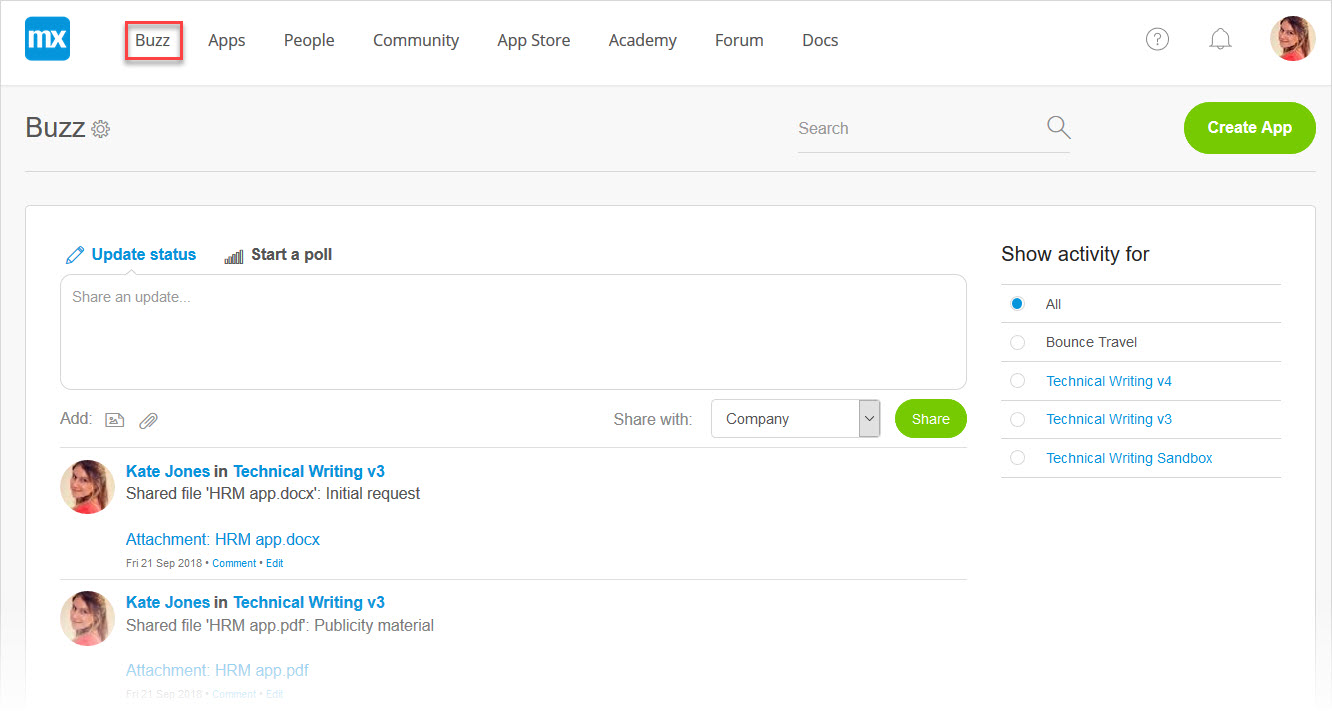 mx
Buzz Apps People Community App Store Academy Forum Docs
?
Buzz
Search
Create App
Update status Start a poll
Share an update...
Add:
Share with: Company Share
Kate Jones in Technical Writing v3
Shared file 'HRM app.docx': Initial request
Attachment: HRM app.docx
Fri 21 Sep 2018 • Comment • Edit
Kate Jones in Technical Writing v3
Shared file 'HRM app.pdf': Publicity material
Attachment: HRM app.pdf
Fri 21 Sep 2018 • Comment • Edit
Show activity for
All
Bounce Travel
Technical Writing v4
Technical Writing v3
Technical Writing Sandbox